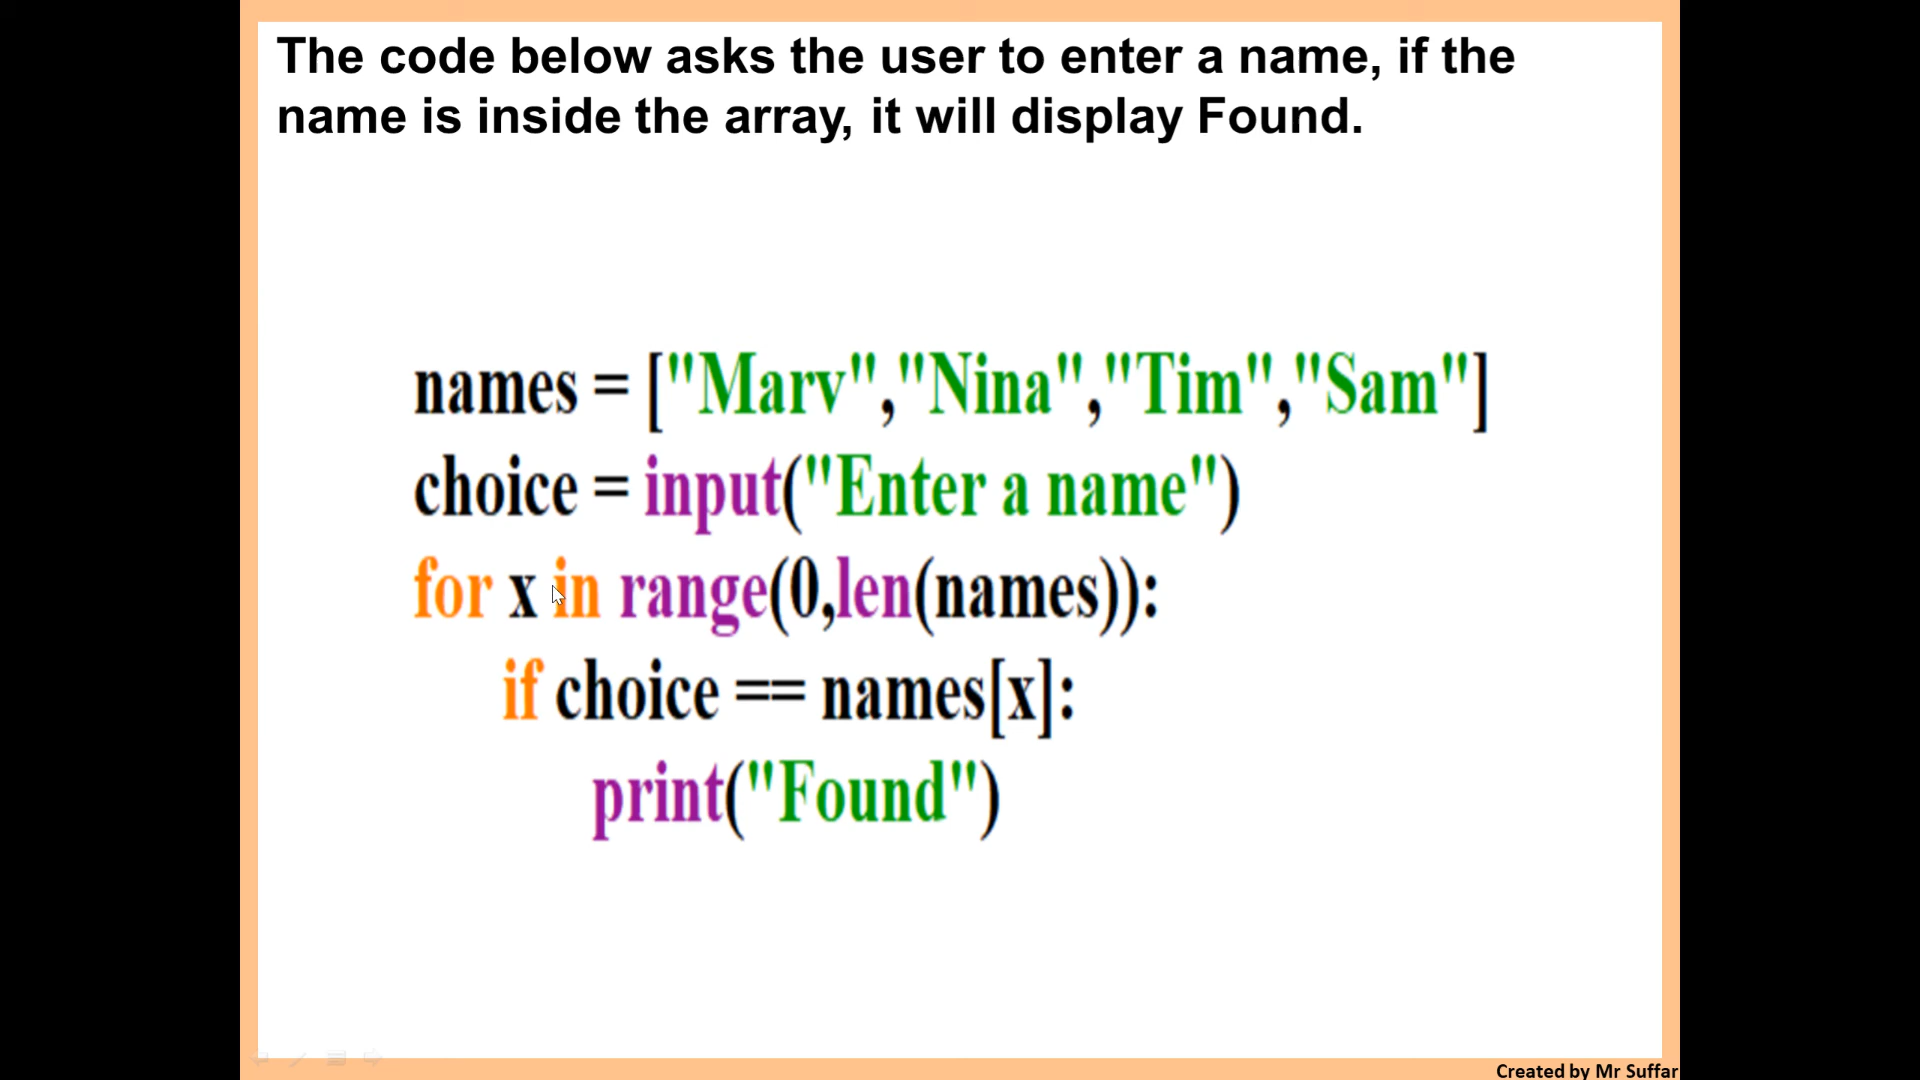 The code below asks the user to enter a name, if the
name is inside the array, it will display Found.
names = ["Marv","Nina","Tim","Sam"]
choice = input("Enter a name")
for x in range(0,len(names)):
if choice == names[x]:
print("Found")
Created by Mr Suffar